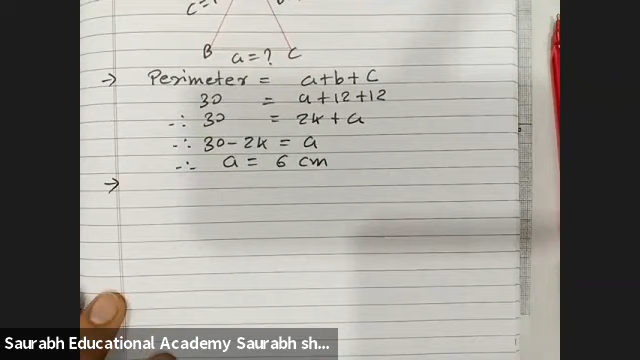 B a = ? C
→ Perimeter = a+b+c
30 = a+12+12
∴ 30 = 24 + a
∴ 30 - 24 = a
∴ a = 6 cm
→
Saurabh Educational Academy Saurabh sh...